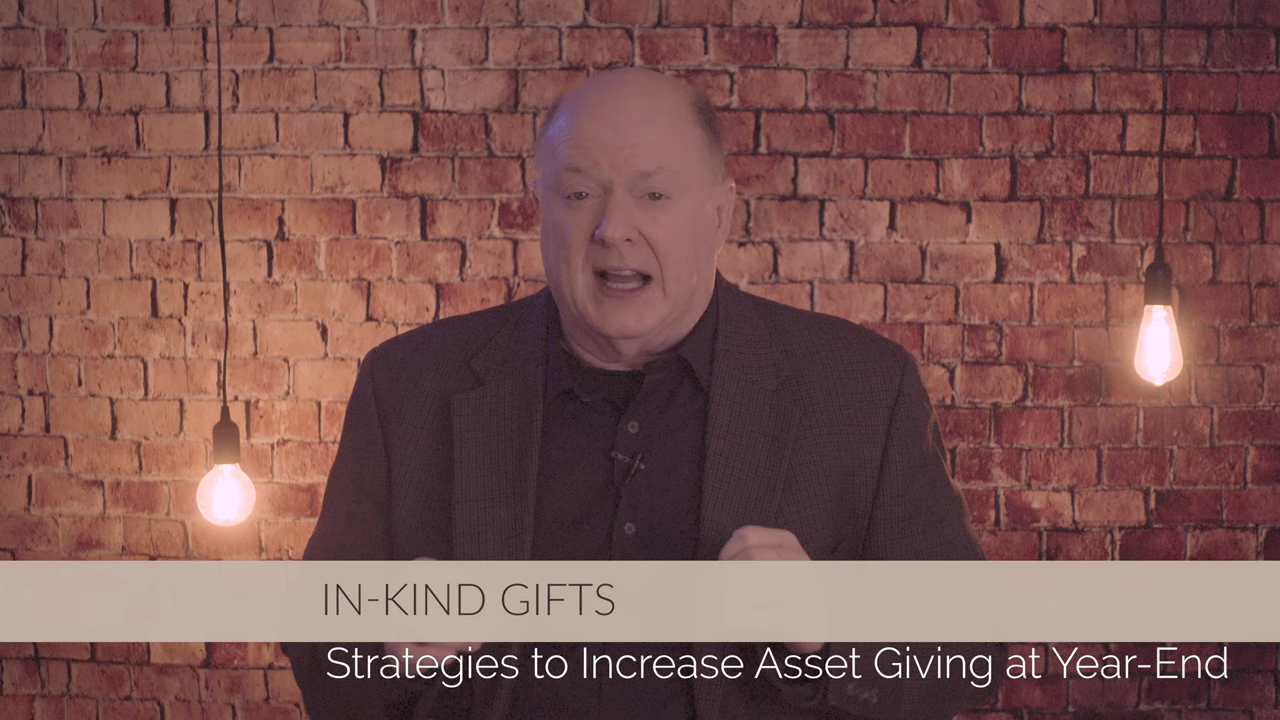 IN-KIND GIFTS
Strategies to Increase Asset Giving at Year-End